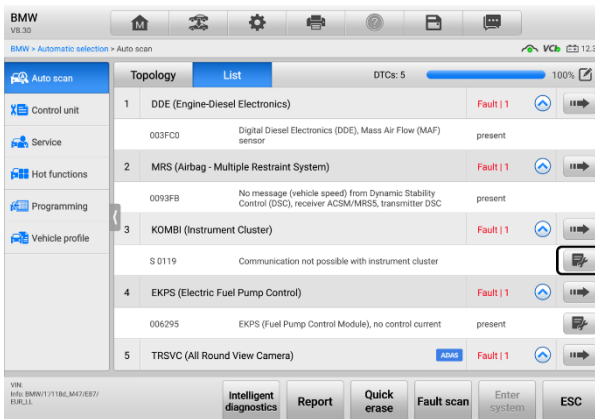 BMW
V8.30
M
BMW > Automatic selection > Auto scan
VCI
12.3
Auto scan
Control unit
Service
Hot functions
Programming
Vehicle profile
Topology
List
DTCs: 5
100%
1 DDE (Engine-Diesel Electronics) Fault | 1
003FC0 Digital Diesel Electronics (DDE), Mass Air Flow (MAF) sensor present
2 MRS (Airbag - Multiple Restraint System) Fault | 1
0093FB No message (vehicle speed) from Dynamic Stability Control (DSC), receiver ACSM/MRS5, transmitter DSC present
3 KOMBI (Instrument Cluster) Fault | 1
S 0119 Communication not possible with instrument cluster
4 EKPS (Electric Fuel Pump Control) Fault | 1
006295 EKPS (Fuel Pump Control Module), no control current present
5 TRSVC (All Round View Camera) ADAS Fault | 1
VIN:
Info: BMW/1'/118d_M47/E87/
EUR_LL
Intelligent diagnostics
Report
Quick erase
Fault scan
Enter system
ESC